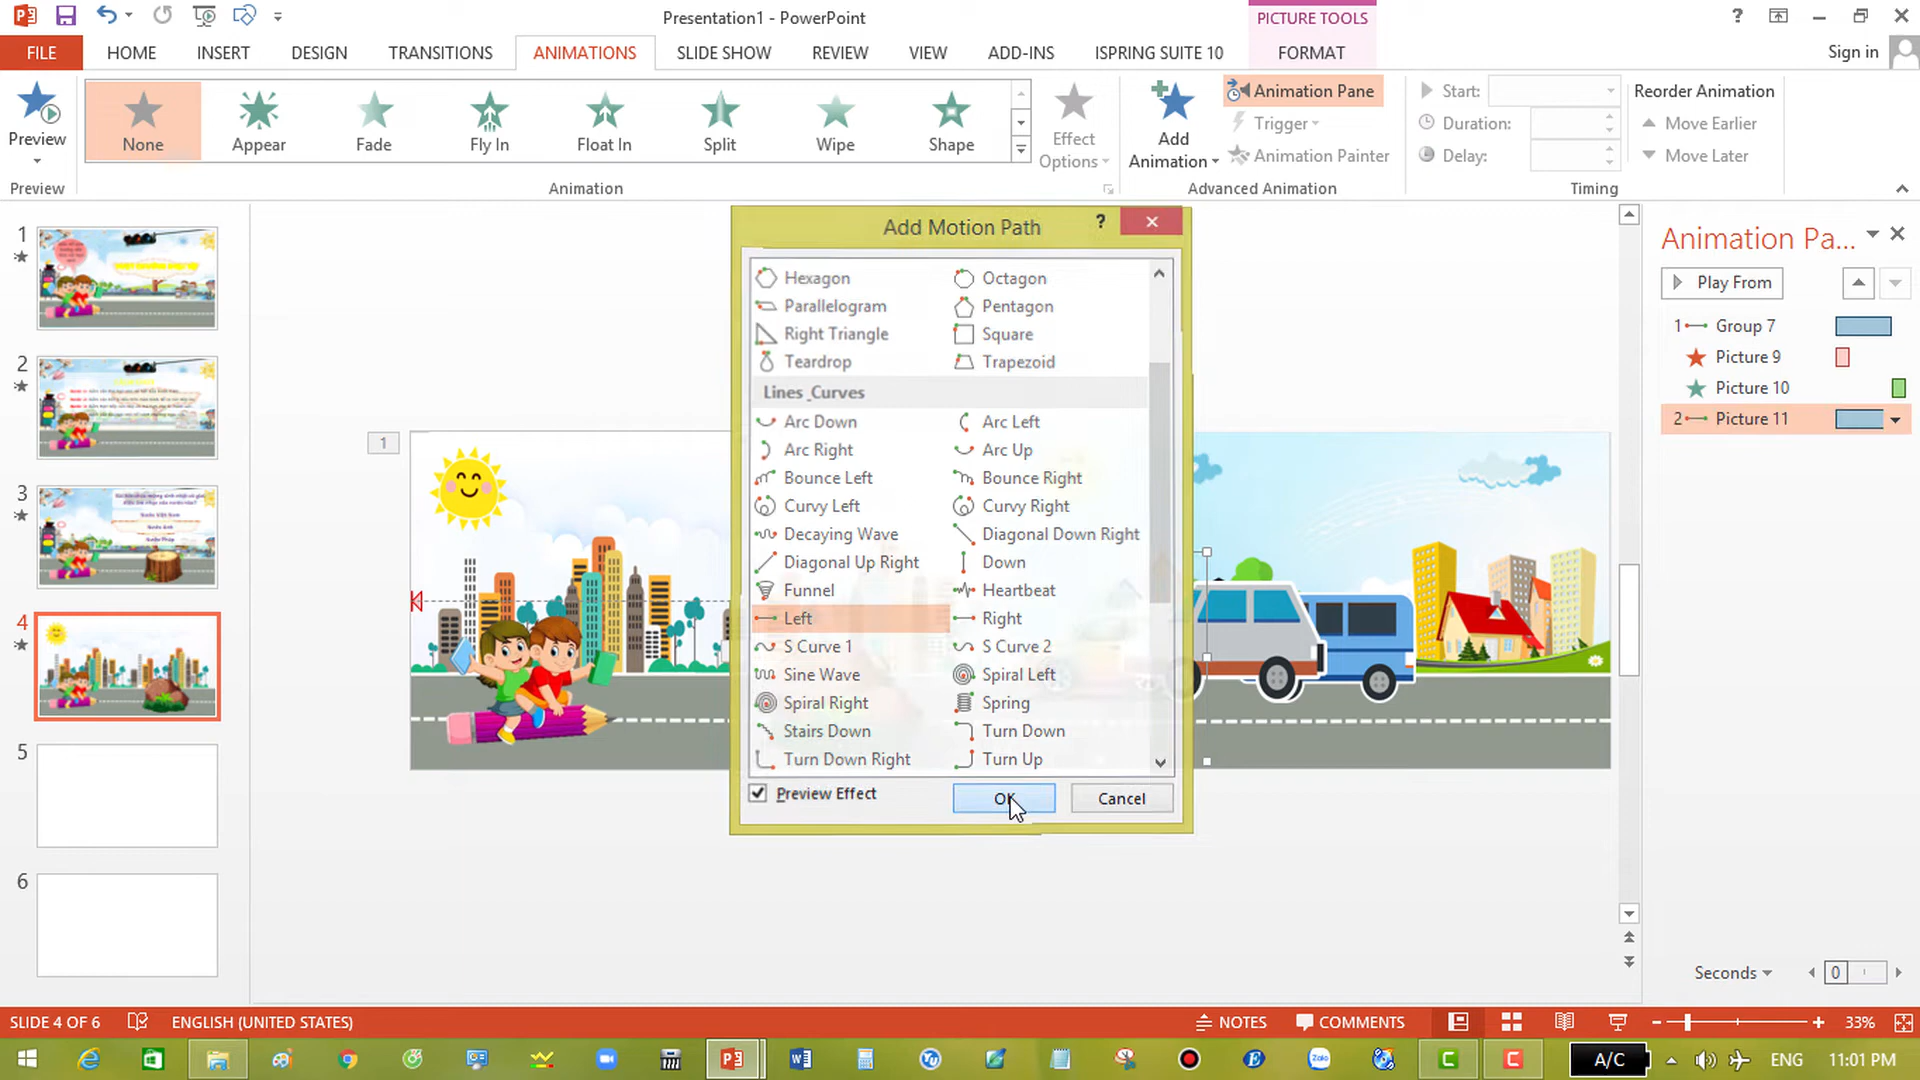 Presentation1 - PowerPoint
PICTURE TOOLS
FILE
HOME
INSERT
DESIGN
TRANSITIONS
ANIMATIONS
SLIDE SHOW
REVIEW
VIEW
ADD-INS
ISPRING SUITE 10
FORMAT
Sign in
Preview
None
Appear
Fade
Fly In
Float In
Split
Wipe
Shape
Effect
Options
Add
Animation
Animation Pane
Trigger
Animation Painter
Start:
Duration:
Delay:
Reorder Animation
Move Earlier
Move Later
Preview
Animation
Advanced Animation
Timing
Add Motion Path
Hexagon
Octagon
Parallelogram
Pentagon
Right Triangle
Square
Teardrop
Trapezoid
Lines_Curves
Arc Down
Arc Left
Arc Right
Arc Up
Bounce Left
Bounce Right
Curvy Left
Curvy Right
Decaying Wave
Diagonal Down Right
Diagonal Up Right
Down
Funnel
Heartbeat
Left
Right
S Curve 1
S Curve 2
Sine Wave
Spiral Left
Spiral Right
Spring
Stairs Down
Turn Down
Turn Down Right
Turn Up
Preview Effect
OK
Cancel
1
2
3
4
5
6
1
Animation Pa...
Play From
1 Group 7
Picture 9
Picture 10
2 Picture 11
Seconds
0
SLIDE 4 OF 6
ENGLISH (UNITED STATES)
NOTES
COMMENTS
33%
A/C
ENG
11:01 PM